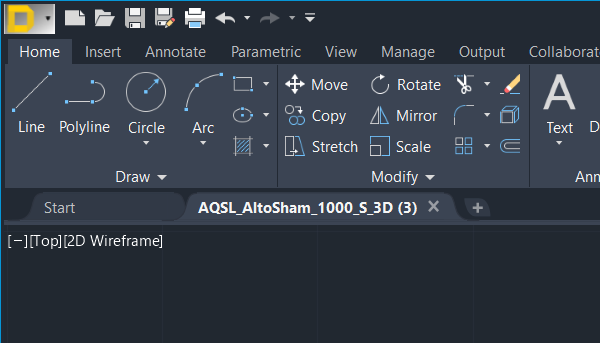 D
Home Insert Annotate Parametric View Manage Output Collaborat
Line Polyline Circle Arc Move Rotate Copy Mirror Stretch Scale A Text D
Draw Modify Ann
Start AQSL_AltoSham_1000_S_3D (3)
[−][Top][2D Wireframe]